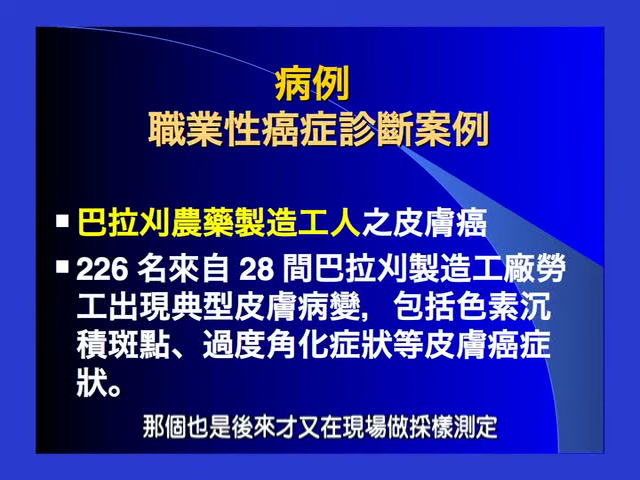 病例
職業性癌症診斷案例
巴拉刈農藥製造工人之皮膚癌
226 名來自 28 間巴拉刈製造工廠勞
工出現典型皮膚病變，包括色素沉
積斑點、過度角化症狀等皮膚癌症
狀。
那個也是後來才又在現場做採樣測定